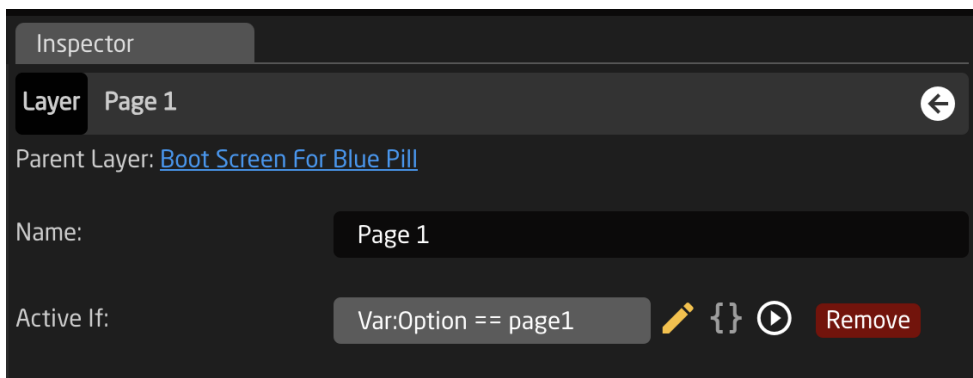 Inspector
Layer Page 1
Parent Layer: Boot Screen For Blue Pill
Name: Page 1
Active If: Var:Option == page1 {} Remove